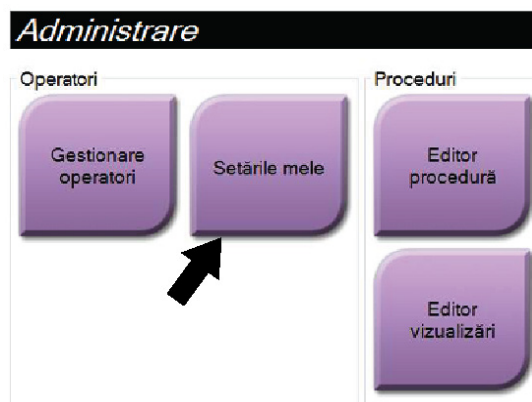 Administrare
Operatori
Gestionare
operatori
Setările mele
Proceduri
Editor
procedură
Editor
vizualizări